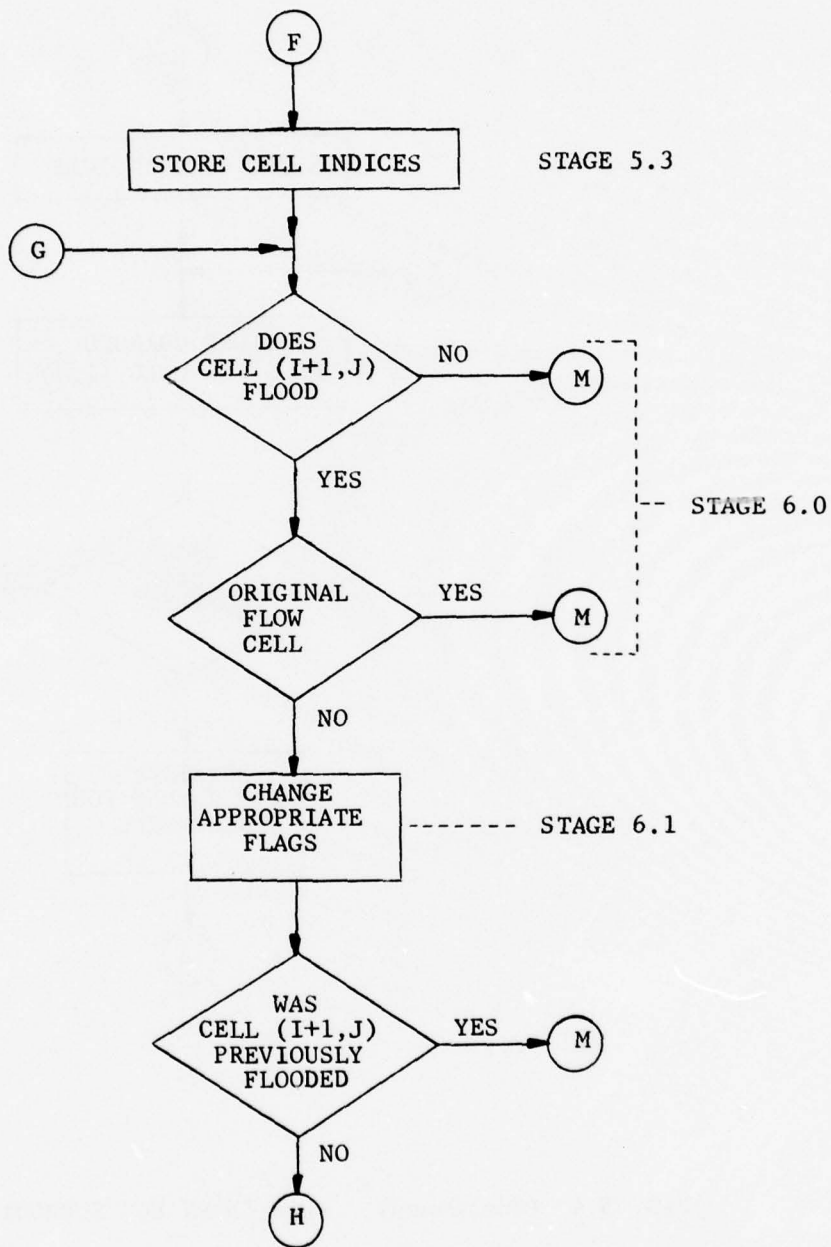 F
STORE CELL INDICES
STAGE 5.3
G
DOES
CELL (I+1,J)
FLOOD
NO
M
YES
STAGE 6.0
ORIGINAL
FLOW
CELL
YES
M
NO
CHANGE
APPROPRIATE
FLAGS
STAGE 6.1
WAS
CELL (I+1,J)
PREVIOUSLY
FLOODED
YES
M
NO
H